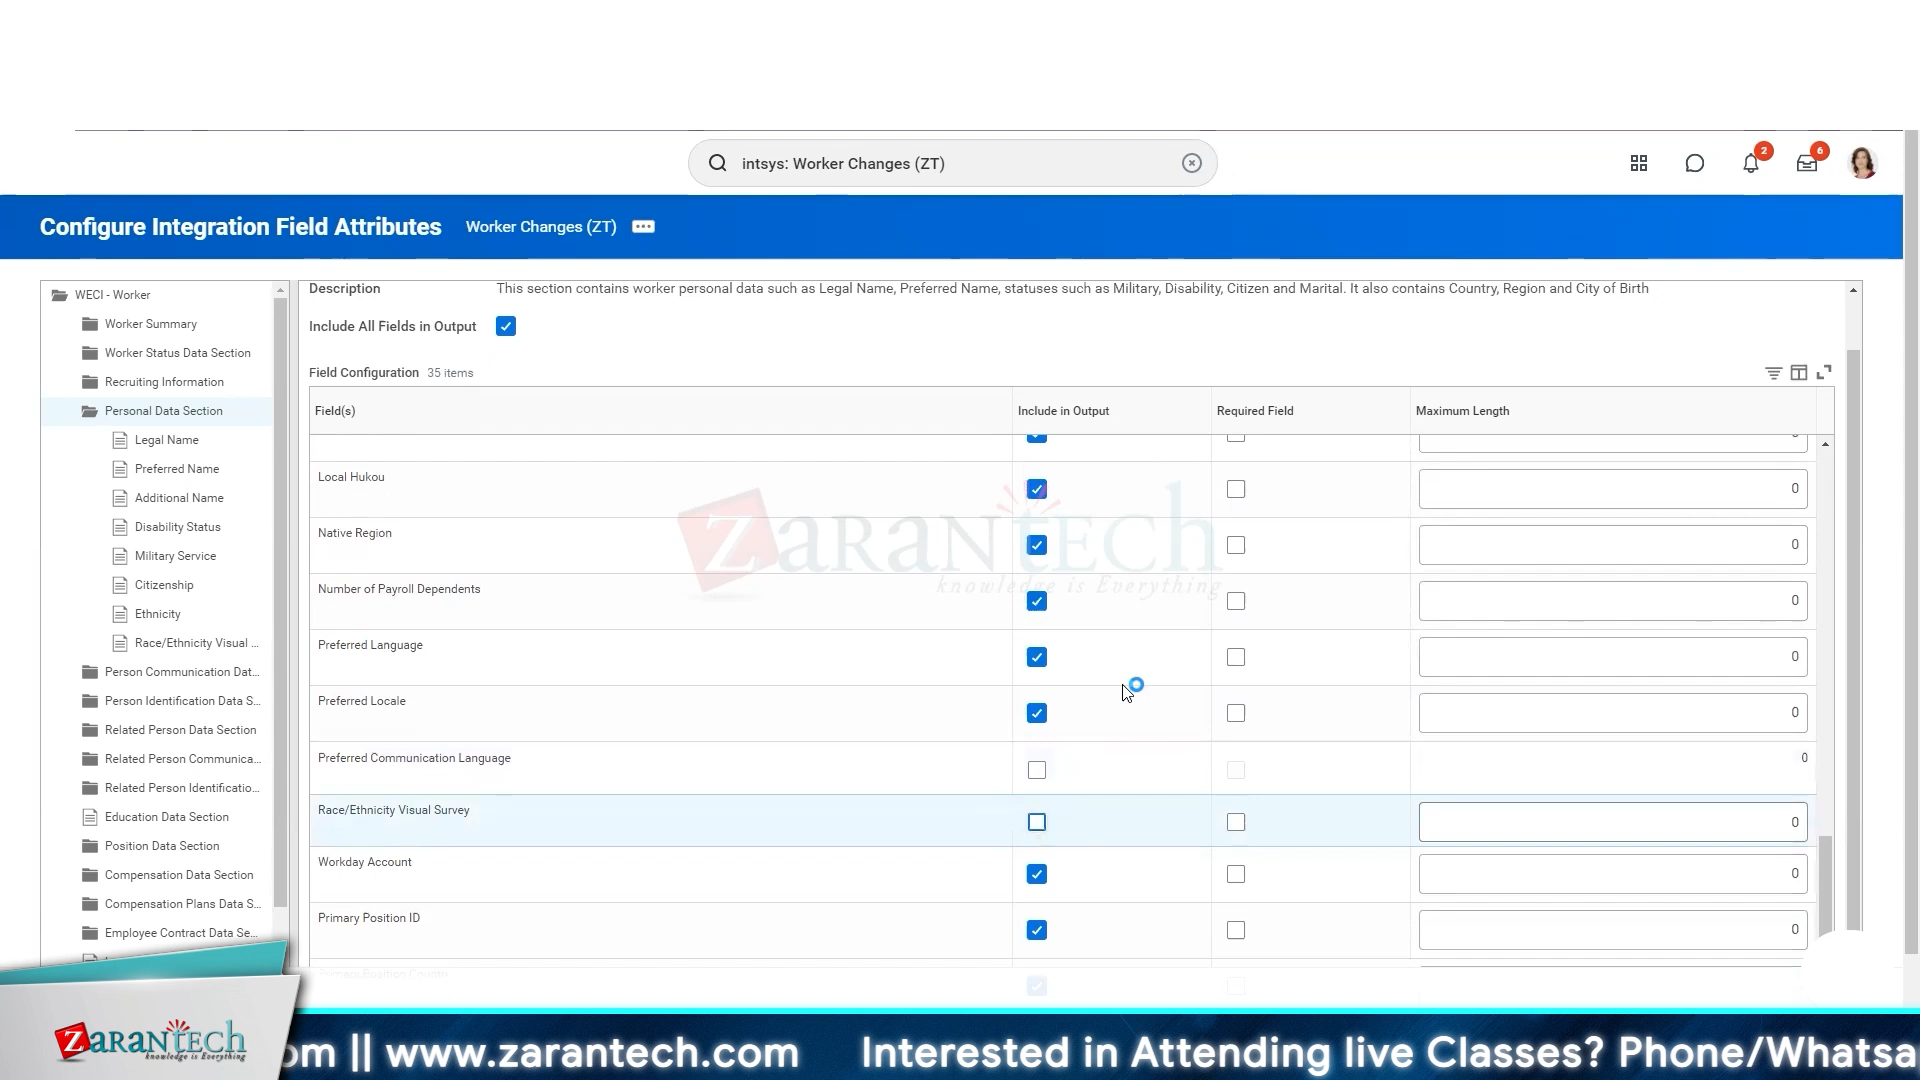 intsys: Worker Changes (ZT)
2
6
Configure Integration Field Attributes Worker Changes (ZT)
WECI - Worker
Worker Summary
Worker Status Data Section
Recruiting Information
Personal Data Section
Legal Name
Preferred Name
Additional Name
Disability Status
Military Service
Citizenship
Ethnicity
Race/Ethnicity Visual ...
Person Communication Dat...
Person Identification Data S...
Related Person Data Section
Related Person Communica...
Related Person Identificatio...
Education Data Section
Position Data Section
Compensation Data Section
Compensation Plans Data S...
Employee Contract Data Se...
Description This section contains worker personal data such as Legal Name, Preferred Name, statuses such as Military, Disability, Citizen and Marital. It also contains Country, Region and City of Birth
Include All Fields in Output
Field Configuration 35 items
Field(s) Include in Output Required Field Maximum Length
Local Hukou 0
Native Region 0
Number of Payroll Dependents 0
Preferred Language 0
Preferred Locale 0
Preferred Communication Language 0
Race/Ethnicity Visual Survey 0
Workday Account 0
Primary Position ID 0
Primary Position Country
ZARANTECH
knowledge is Everything
ZARANTECH
knowledge is Everything
om || www.zarantech.com Interested in Attending live Classes? Phone/Whatsa